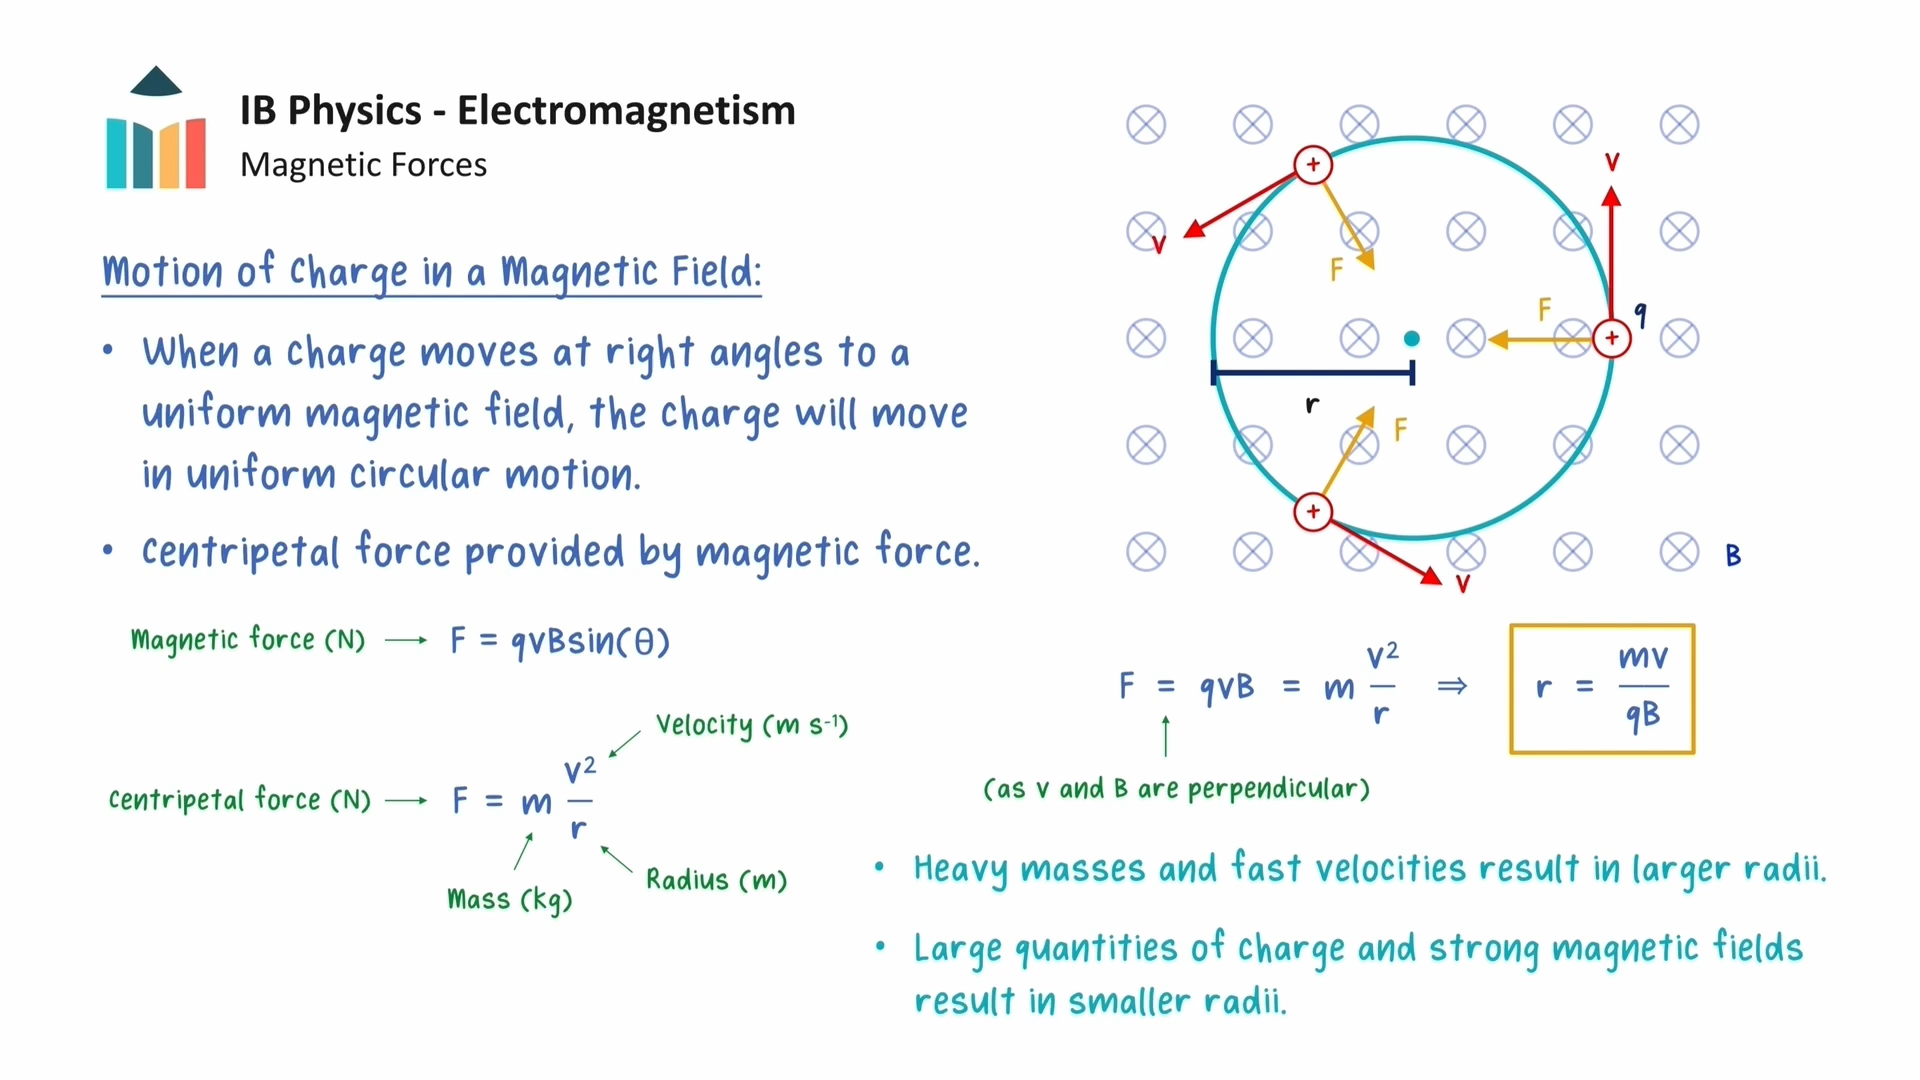 IB Physics - Electromagnetism
Magnetic Forces
Motion of Charge in a Magnetic Field:
• When a charge moves at right angles to a
uniform magnetic field, the charge will move
in uniform circular motion.
• Centripetal force provided by magnetic force.
Magnetic force (N) → F = qvBsin(θ)
Velocity (m s⁻¹)
Centripetal force (N) → F = m v²/r
Mass (kg)
Radius (m)
+
v
F
v
F
q
+
r
F
+
v
B
F = qvB = m v²/r ⇒ r = mv/qB
(as v and B are perpendicular)
• Heavy masses and fast velocities result in larger radii.
• Large quantities of charge and strong magnetic fields
result in smaller radii.